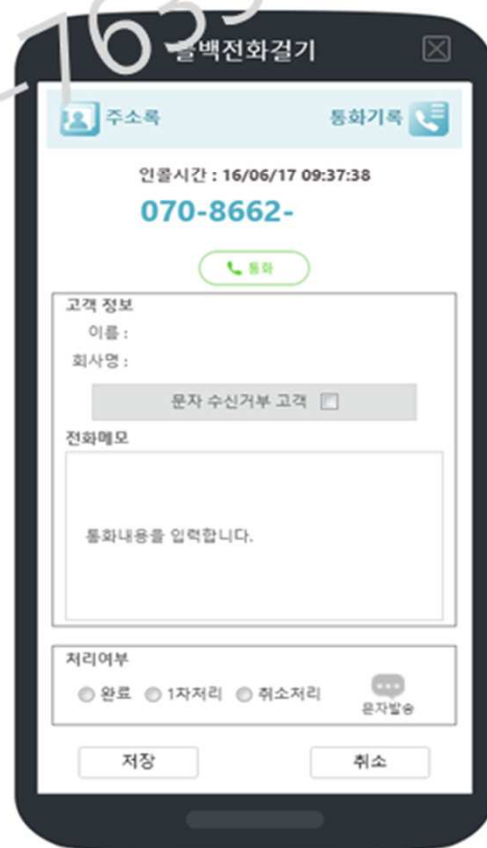 백전화걸기
주소록 통화기록
인콜시간 : 16/06/17 09:37:38
070-8662-
통화
고객 정보
이름 :
회사명 :
문자 수신거부 고객
전화메모
통화내용을 입력합니다.
처리여부
완료 1차처리 취소처리
문자발송
저장 취소